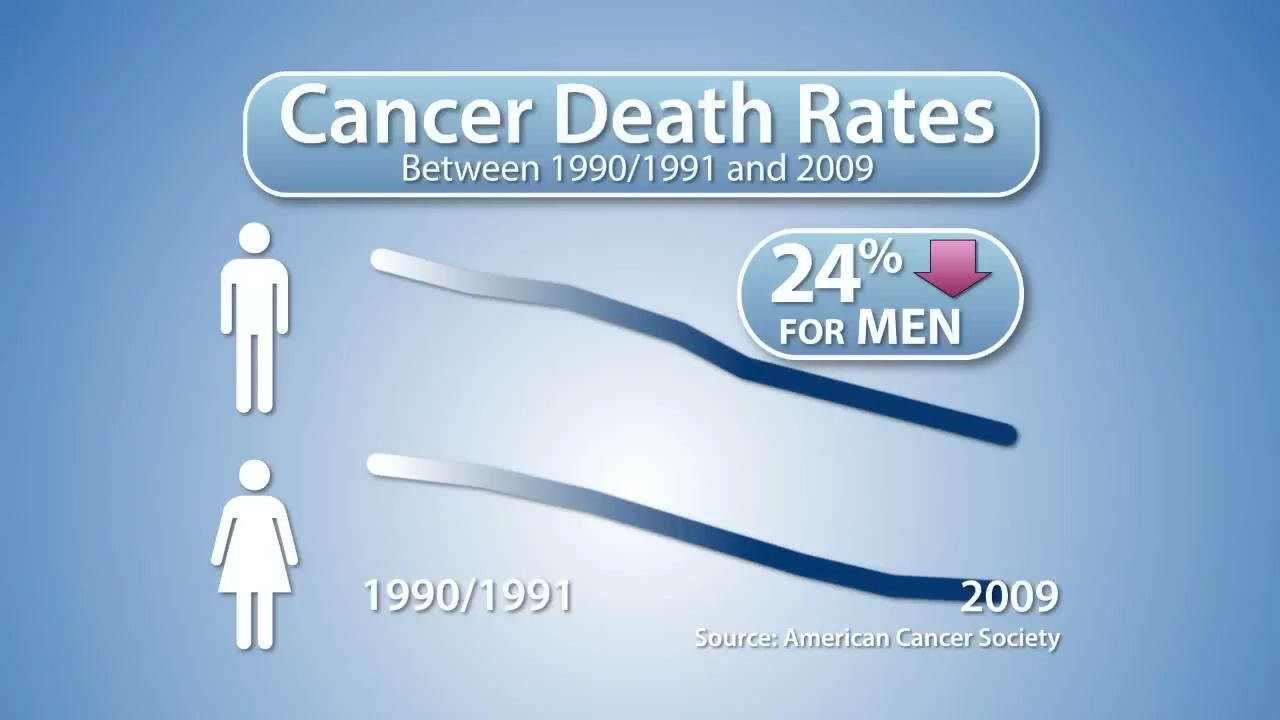 Cancer Death Rates
Between 1990/1991 and 2009
24%
FOR MEN
1990/1991
2009
Source: American Cancer Society